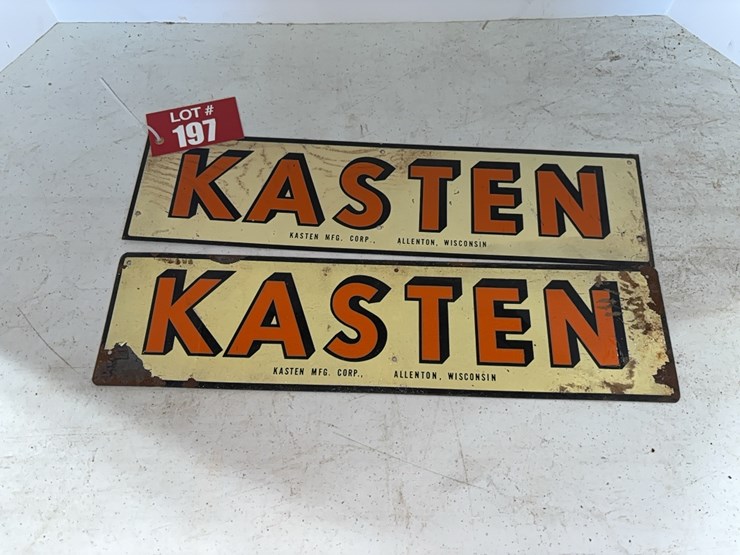 LOT #
197
KASTEN
KASTEN MFG. CORP., ALLENTON, WISCONSIN
KASTEN
KASTEN MFG. CORP., ALLENTON, WISCONSIN